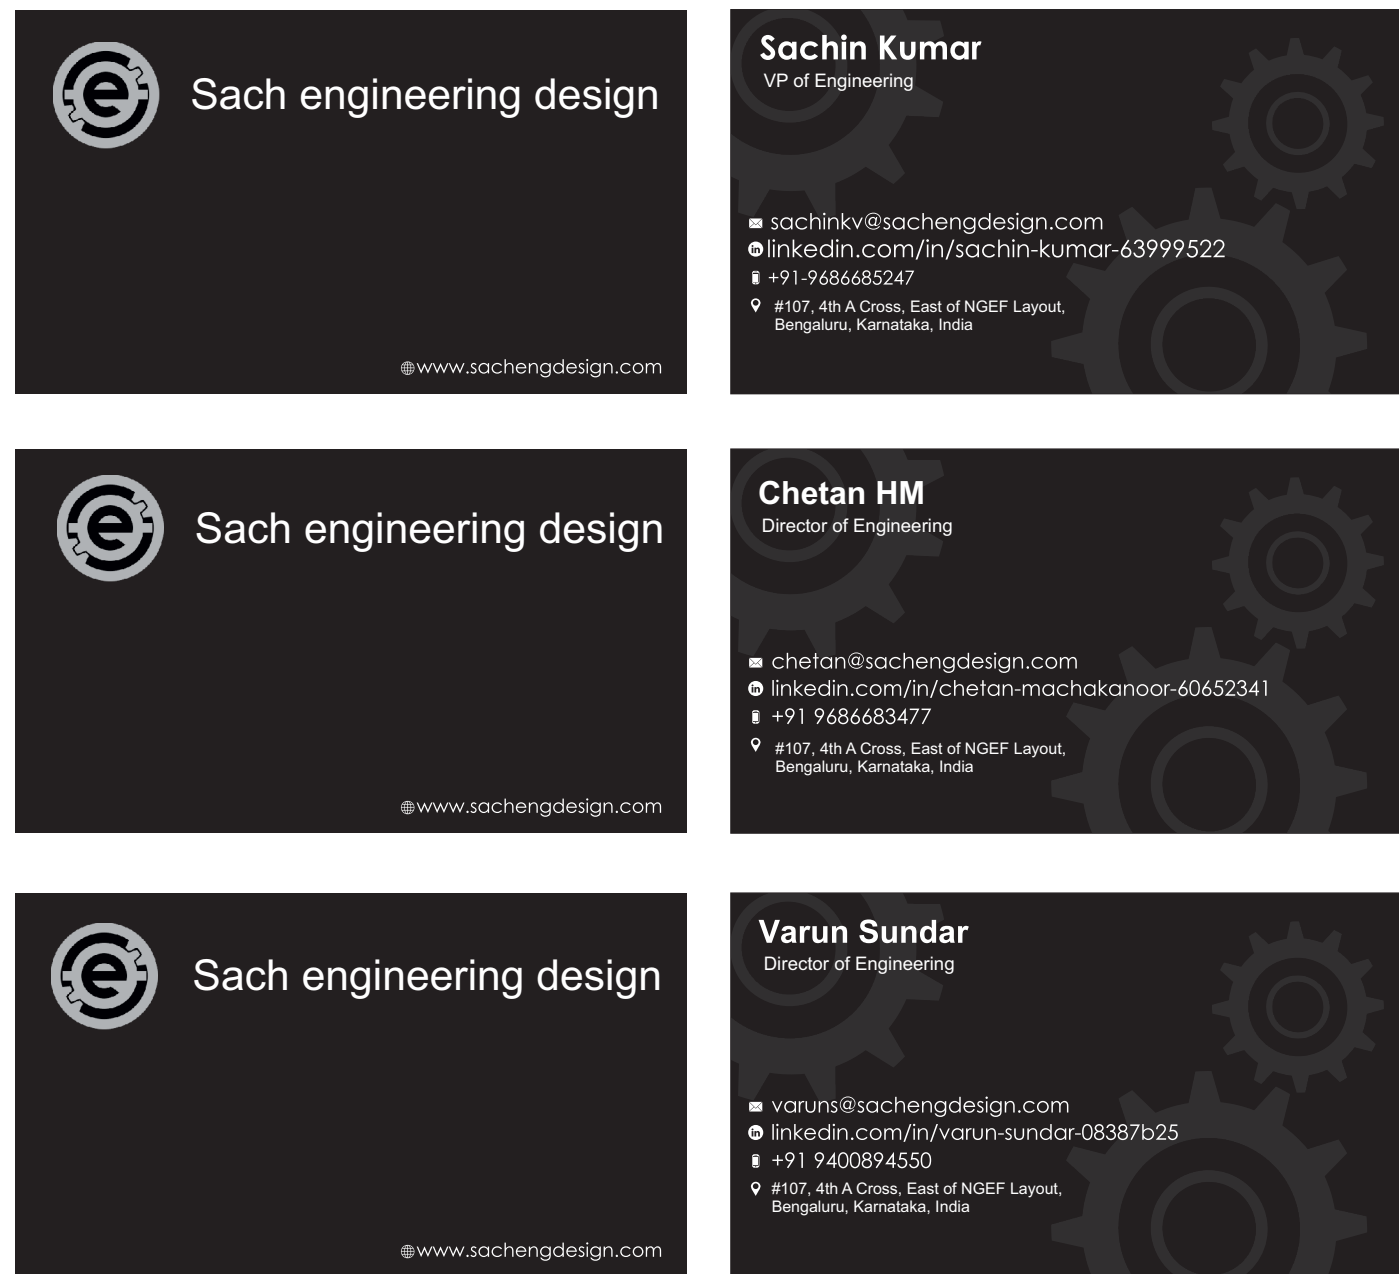 Sach engineering design
www.sachengdesign.com
Sachin Kumar
VP of Engineering
sachinkv@sachengdesign.com
linkedin.com/in/sachin-kumar-63999522
+91-9686685247
#107, 4th A Cross, East of NGEF Layout,
Bengaluru, Karnataka, India
Sach engineering design
www.sachengdesign.com
Chetan HM
Director of Engineering
chetan@sachengdesign.com
linkedin.com/in/chetan-machakanoor-60652341
+91 9686683477
#107, 4th A Cross, East of NGEF Layout,
Bengaluru, Karnataka, India
Sach engineering design
www.sachengdesign.com
Varun Sundar
Director of Engineering
varuns@sachengdesign.com
linkedin.com/in/varun-sundar-08387b25
+91 9400894550
#107, 4th A Cross, East of NGEF Layout,
Bengaluru, Karnataka, India